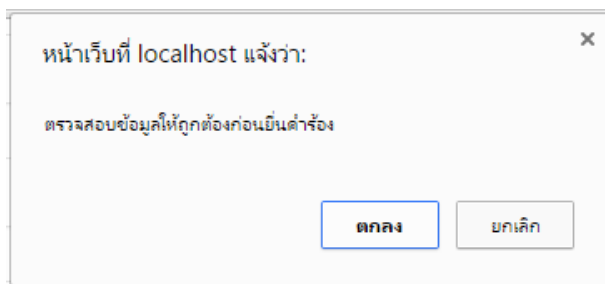 หน้าเว็บที่ localhost แจ้งว่า:
ตรวจสอบข้อมูลให้ถูกต้องก่อนยื่นคำร้อง
ตกลง
ยกเลิก